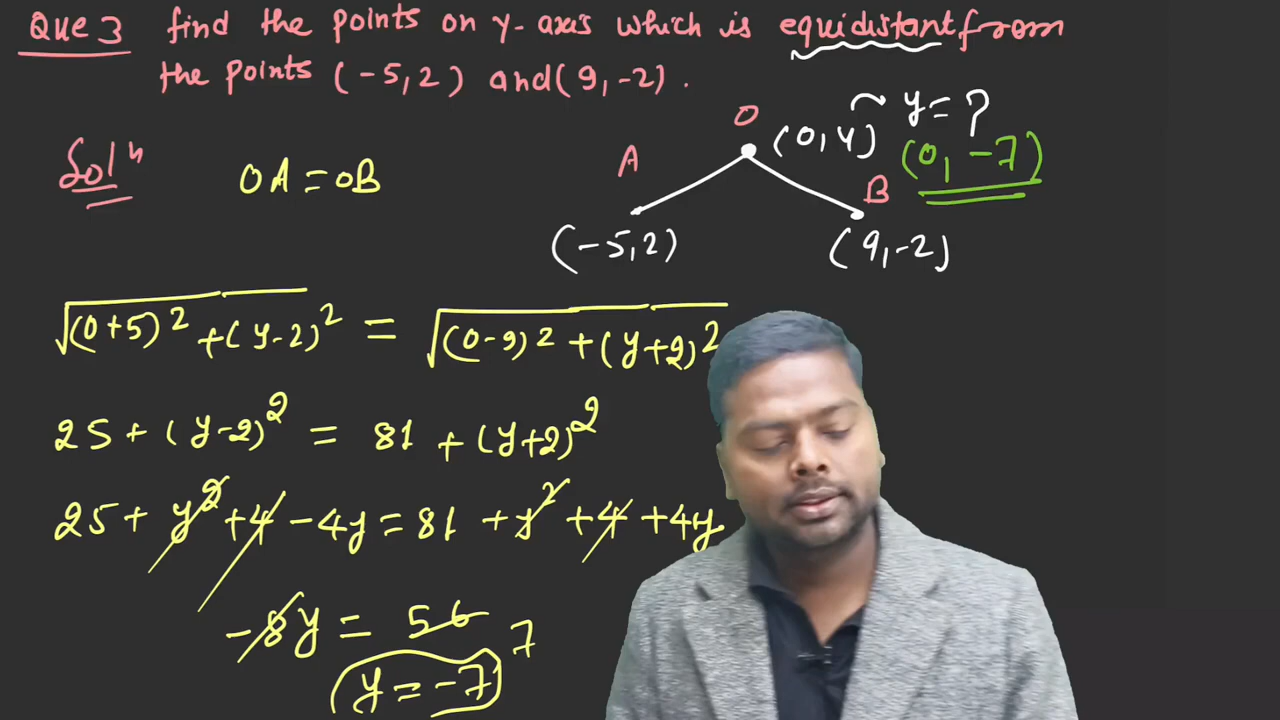 Que 3 find the points on y-axis which is equidistant from
the points (-5,2) and (9,-2).
Solⁿ
OA = OB
O
(0,y)
y = ?
(0, -7)
A
B
(-5,2)
(9,-2)
√(0+5)² + (y-2)² = √(0-9)² + (y+2)²
25 + (y-2)² = 81 + (y+2)²
25 + y² + 4 - 4y = 81 + y² + 4 + 4y
-8y = 56
7
y = -7